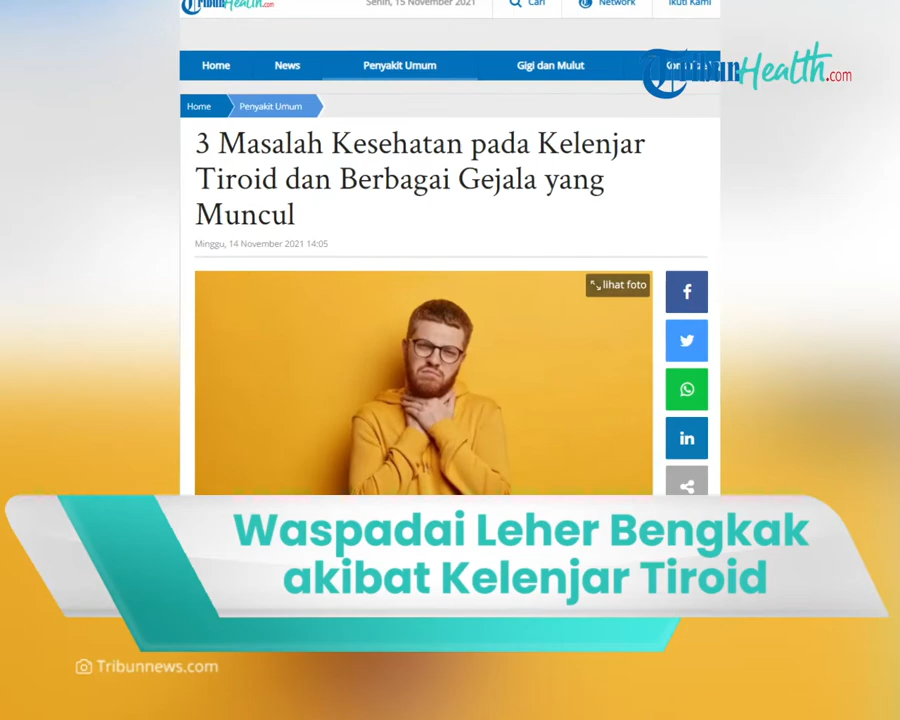 TribunHealth.com
Senin, 15 November 2021
Cari
Network
Ikuti Kami
Home
News
Penyakit Umum
Gigi dan Mulut
TribunHealth.com
Home
Penyakit Umum
3 Masalah Kesehatan pada Kelenjar
Tiroid dan Berbagai Gejala yang
Muncul
Minggu, 14 November 2021 14:05
lihat foto
Waspadai Leher Bengkak
akibat Kelenjar Tiroid
Tribunnews.com